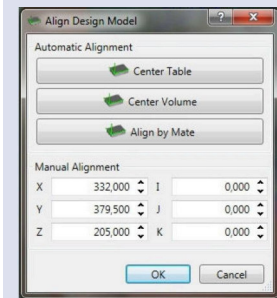 Align Design Model
Automatic Alignment
Center Table
Center Volume
Align by Mate
Manual Alignment
X 332,000 I 0,000
Y 379,500 J 0,000
Z 205,000 K 0,000
OK Cancel